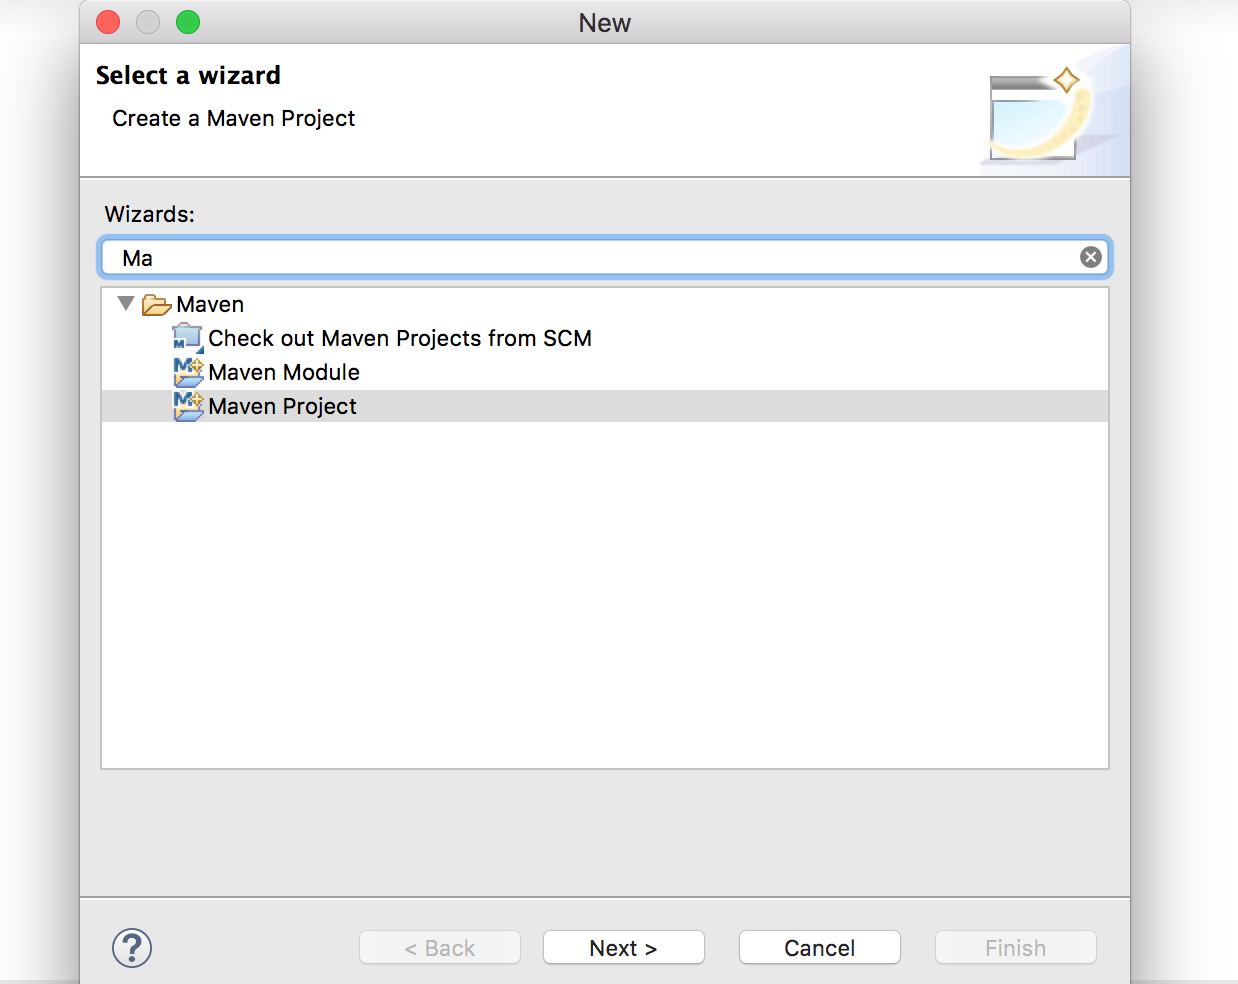 New
Select a wizard
Create a Maven Project
Wizards:
Ma
Maven
Check out Maven Projects from SCM
Maven Module
Maven Project
? < Back Next > Cancel Finish